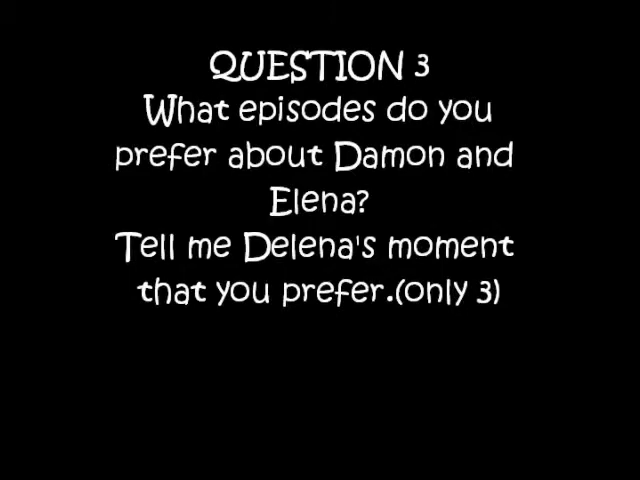 QUESTION 3
What episodes do you
prefer about Damon and
Elena?
Tell me Delena's moment
that you prefer.(only 3)